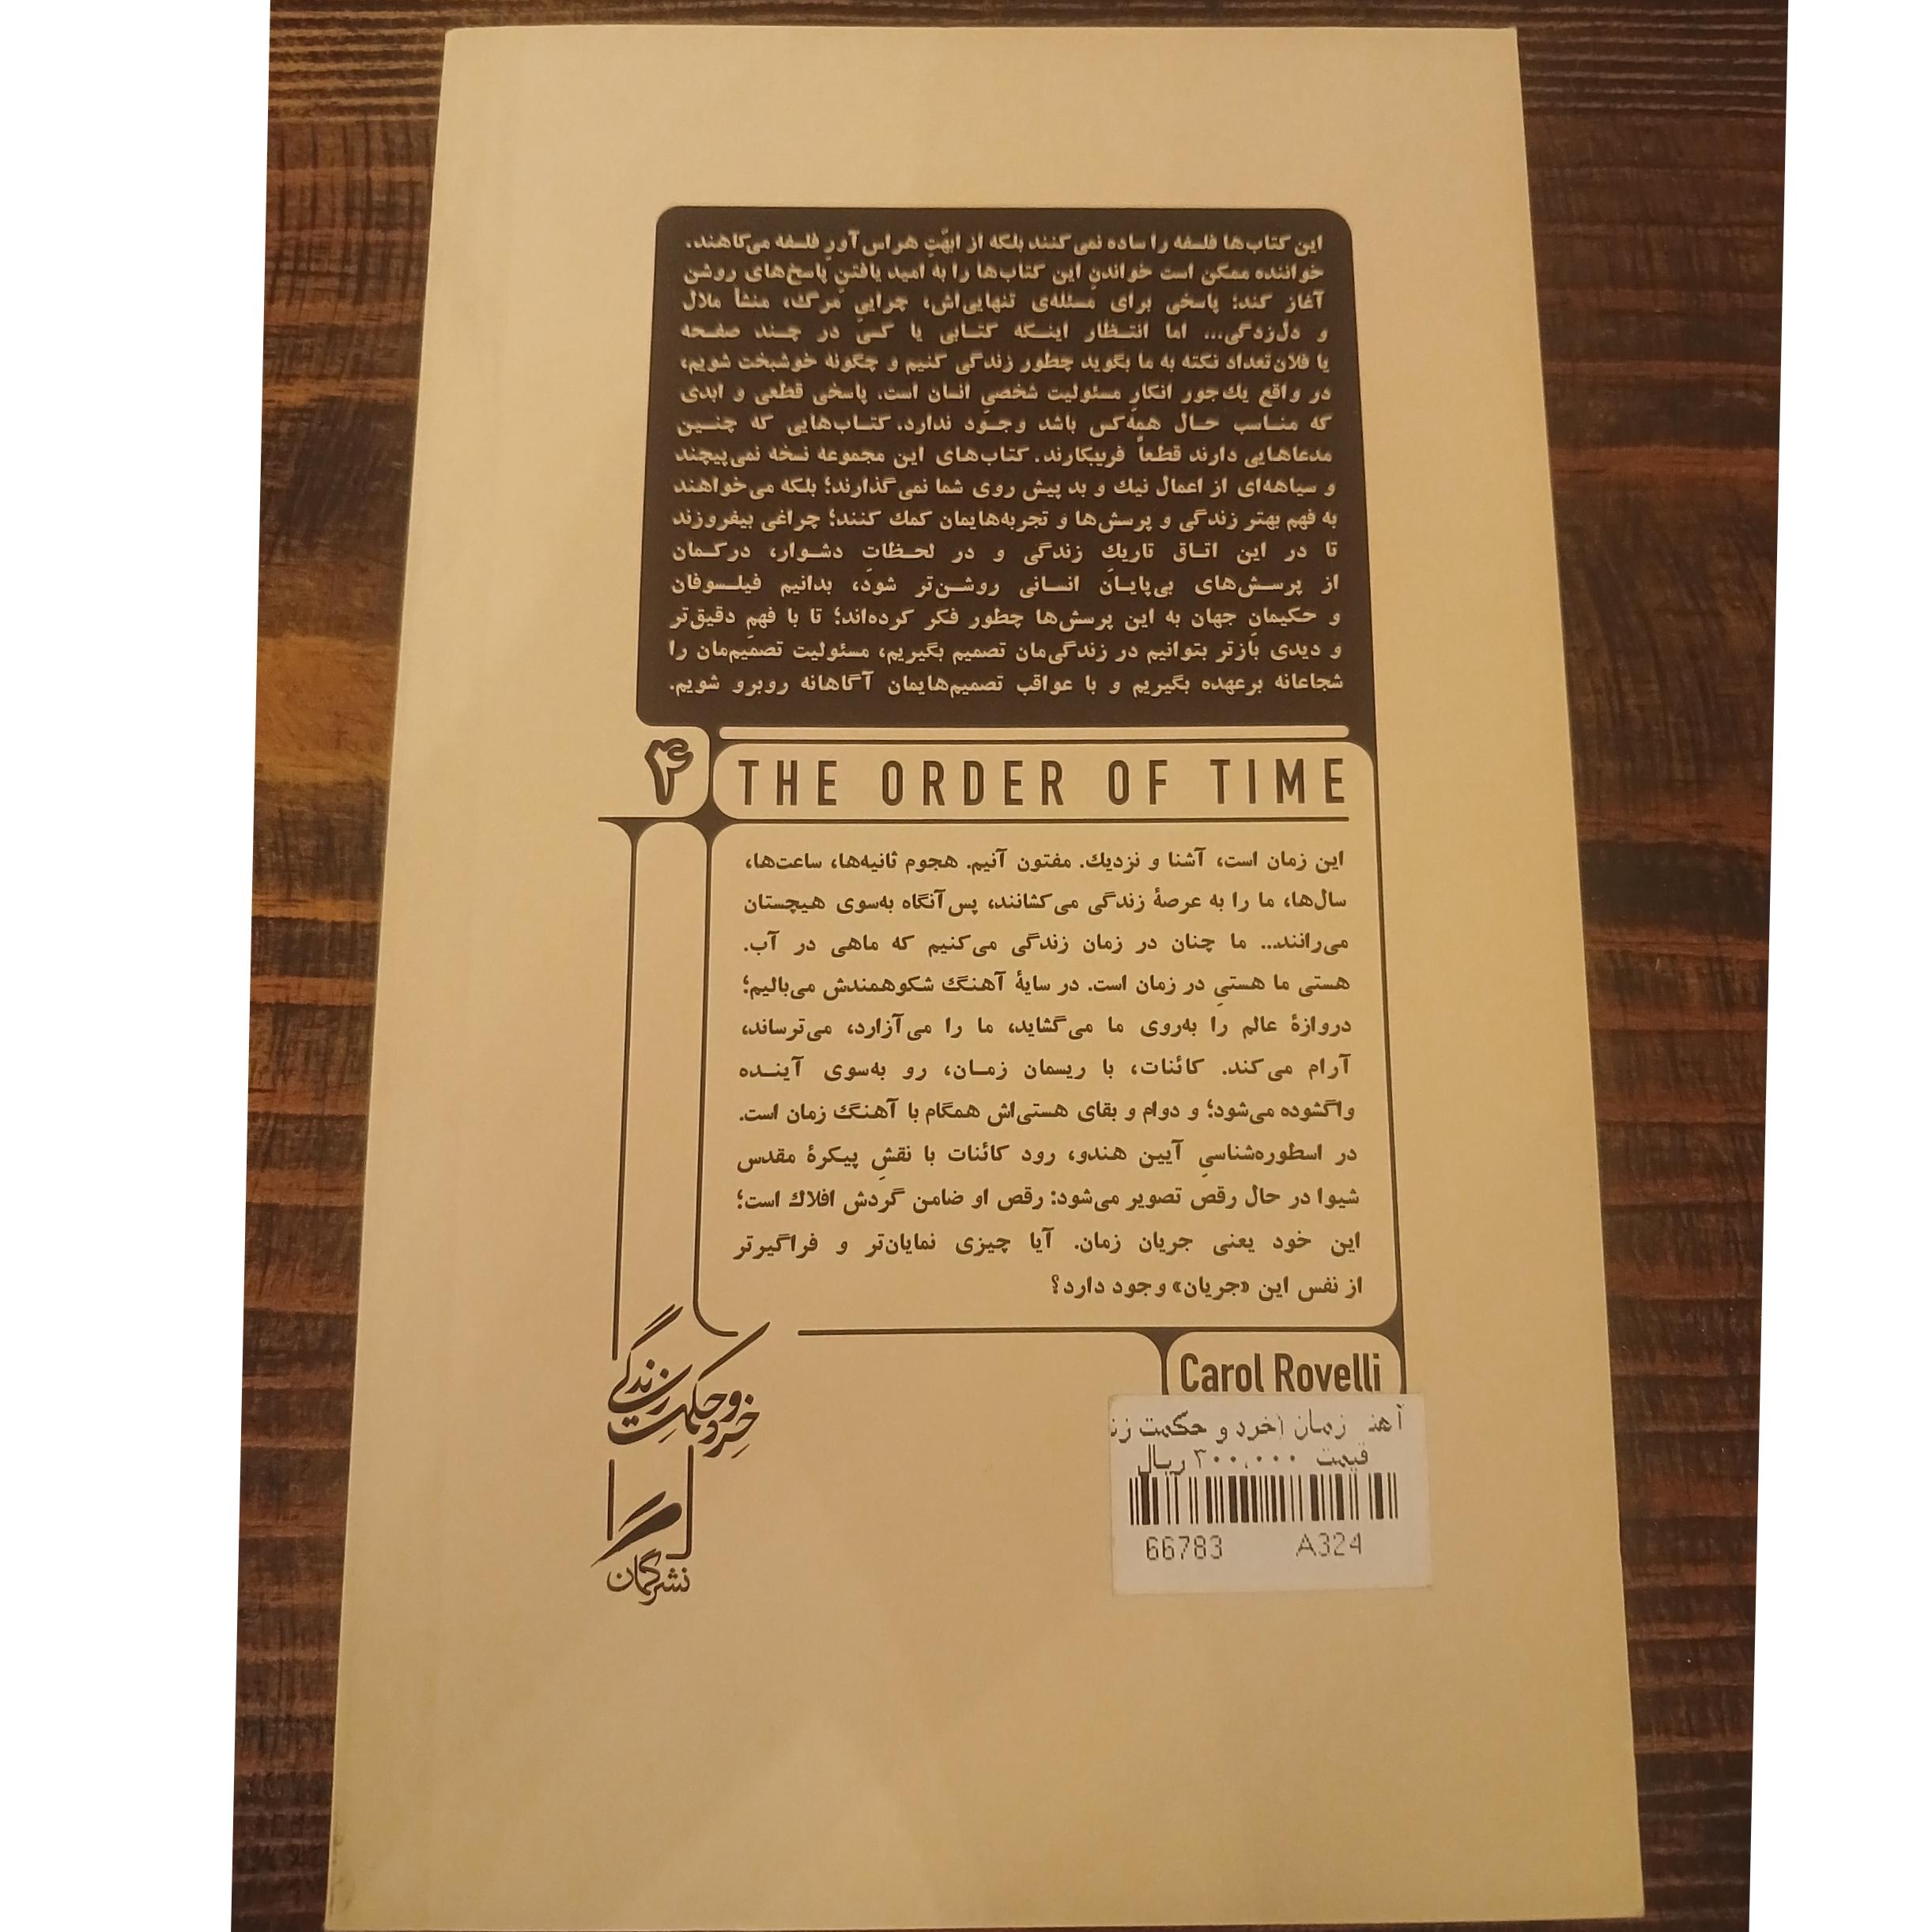 این کتاب‌ها فلسفه را ساده نمی‌کنند بلکه از ابهّتِ هراس‌آورِ فلسفه می‌کاهند.
خواننده ممکن است خواندنِ این کتاب‌ها را به امید یافتنِ پاسخ‌های روشن
آغاز کند؛ پاسخی برای مسئله‌ی تنهایی‌اش، چراییِ مرگ، منشأ ملال
و دل‌زدگی... اما انتظار اینکه کتابی یا کسی در چند صفحه
یا فلان‌تعداد نکته به ما بگوید چطور زندگی کنیم و چگونه خوشبخت شویم،
در واقع یك‌جور انکارِ مسئولیت شخصیِ انسان است. پاسخی قطعی و ابدی
که مناسب حال همه‌کس باشد وجود ندارد. کتاب‌هایی که چنین
مدعاهایی دارند قطعاً فریبکارند. کتاب‌های این مجموعه نسخه نمی‌پیچند
و سیاهه‌ای از اعمال نیك و بد پیش روی شما نمی‌گذارند؛ بلکه می‌خواهند
به فهم بهتر زندگی و پرسش‌ها و تجربه‌هایمان کمك کنند؛ چراغی بیفروزند
تا در این اتاق تاریك زندگی و در لحظاتِ دشوار، درکمان
از پرسش‌های بی‌پایانِ انسانی روشن‌تر شود، بدانیم فیلسوفان
و حکیمانِ جهان به این پرسش‌ها چطور فکر کرده‌اند؛ تا با فهمِ دقیق‌تر
و دیدی بازتر بتوانیم در زندگی‌مان تصمیم بگیریم، مسئولیت تصمیم‌مان را
شجاعانه برعهده بگیریم و با عواقب تصمیم‌هایمان آگاهانه روبرو شویم.
۴
THE ORDER OF TIME
این زمان است، آشنا و نزدیك. مفتون آنیم. هجوم ثانیه‌ها، ساعت‌ها،
سال‌ها، ما را به عرصهٔ زندگی می‌کشانند، پس‌آنگاه به‌سوی هیچستان
می‌رانند... ما چنان در زمان زندگی می‌کنیم که ماهی در آب.
هستی ما هستیِ در زمان است. در سایهٔ آهنگ شکوهمندش می‌بالیم؛
دروازهٔ عالم را به‌روی ما می‌گشاید، ما را می‌آزارد، می‌ترساند،
آرام می‌کند. کائنات، با ریسمان زمان، رو به‌سوی آینده
واگشوده می‌شود؛ و دوام و بقای هستی‌اش همگام با آهنگ زمان است.
در اسطوره‌شناسیِ آیین هندو، رود کائنات با نقشِ پیکرهٔ مقدس
شیوا در حال رقص تصویر می‌شود: رقص او ضامن گردش افلاك است؛
این خود یعنی جریان زمان. آیا چیزی نمایان‌تر و فراگیرتر
از نفس این «جریان» وجود دارد؟
Carol Rovelli
خرد و حکمت زندگی
آهنـ زمان (خرد و حکمت زند
قیمت ۳۰۰،۰۰۰ ریال
66783 A324
نشر گمان